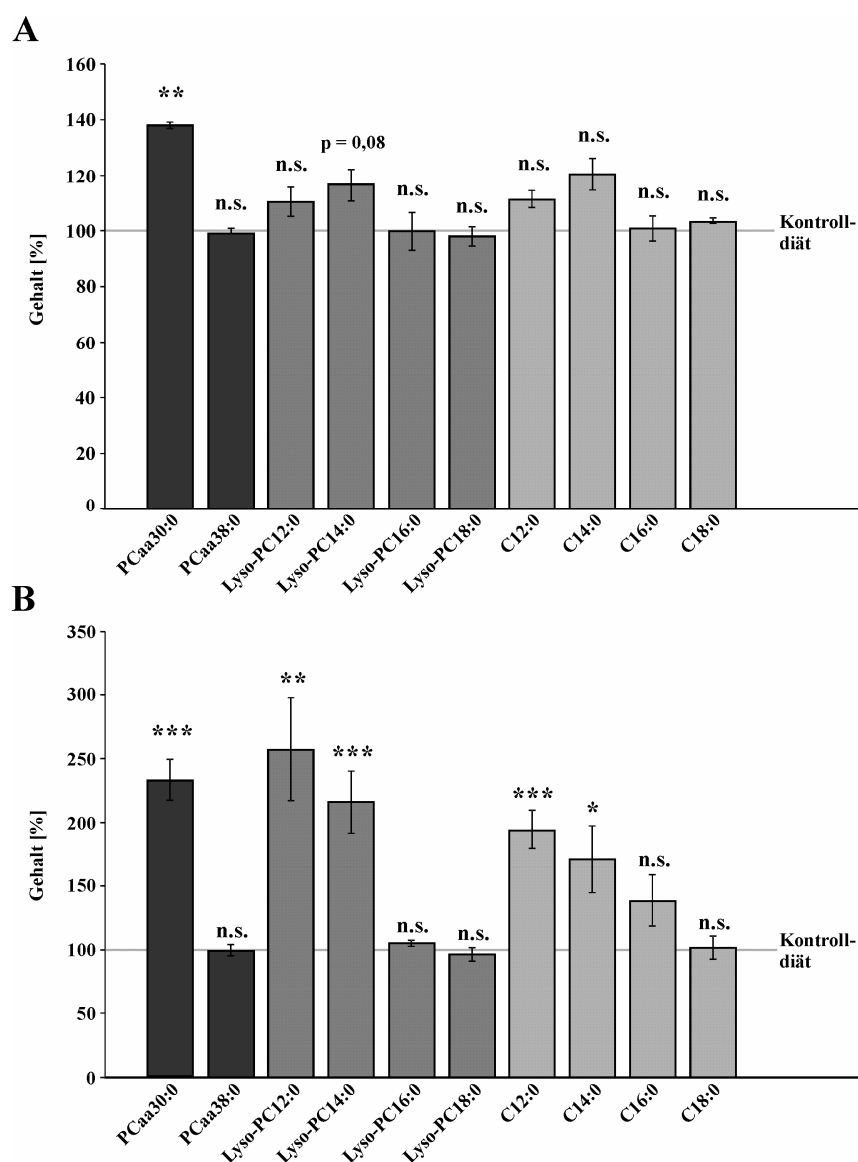 A
160
140
120
100
80
60
40
20
0
Gehalt [%]
**
n.s.
n.s.
p = 0,08
n.s.
n.s.
n.s.
n.s.
n.s.
n.s.
Kontroll-
diät
PCaa30:0
PCaa38:0
Lyso-PC12:0
Lyso-PC14:0
Lyso-PC16:0
Lyso-PC18:0
C12:0
C14:0
C16:0
C18:0
B
350
300
250
200
150
100
50
0
Gehalt [%]
***
n.s.
**
***
n.s.
n.s.
***
*
n.s.
n.s.
Kontroll-
diät
PCaa30:0
PCaa38:0
Lyso-PC12:0
Lyso-PC14:0
Lyso-PC16:0
Lyso-PC18:0
C12:0
C14:0
C16:0
C18:0